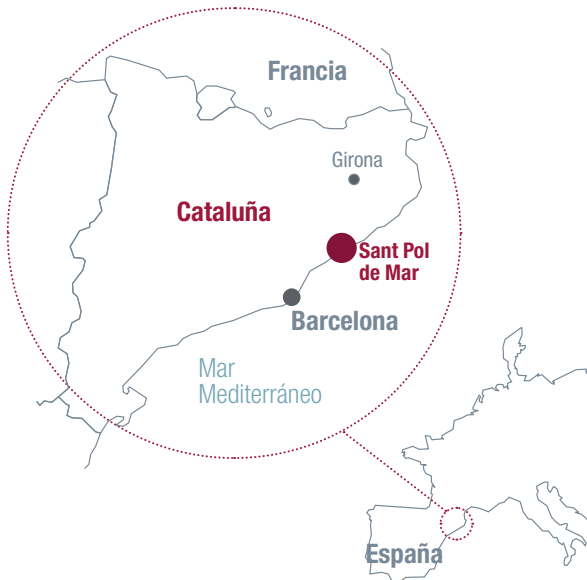 Francia
Girona
Cataluña
Sant Pol
de Mar
Barcelona
Mar
Mediterráneo
España